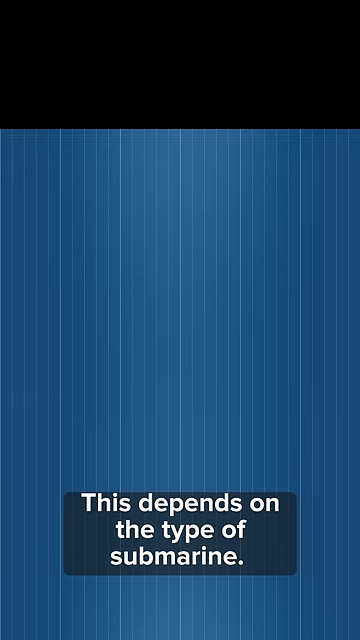 This depends on
the type of
submarine.